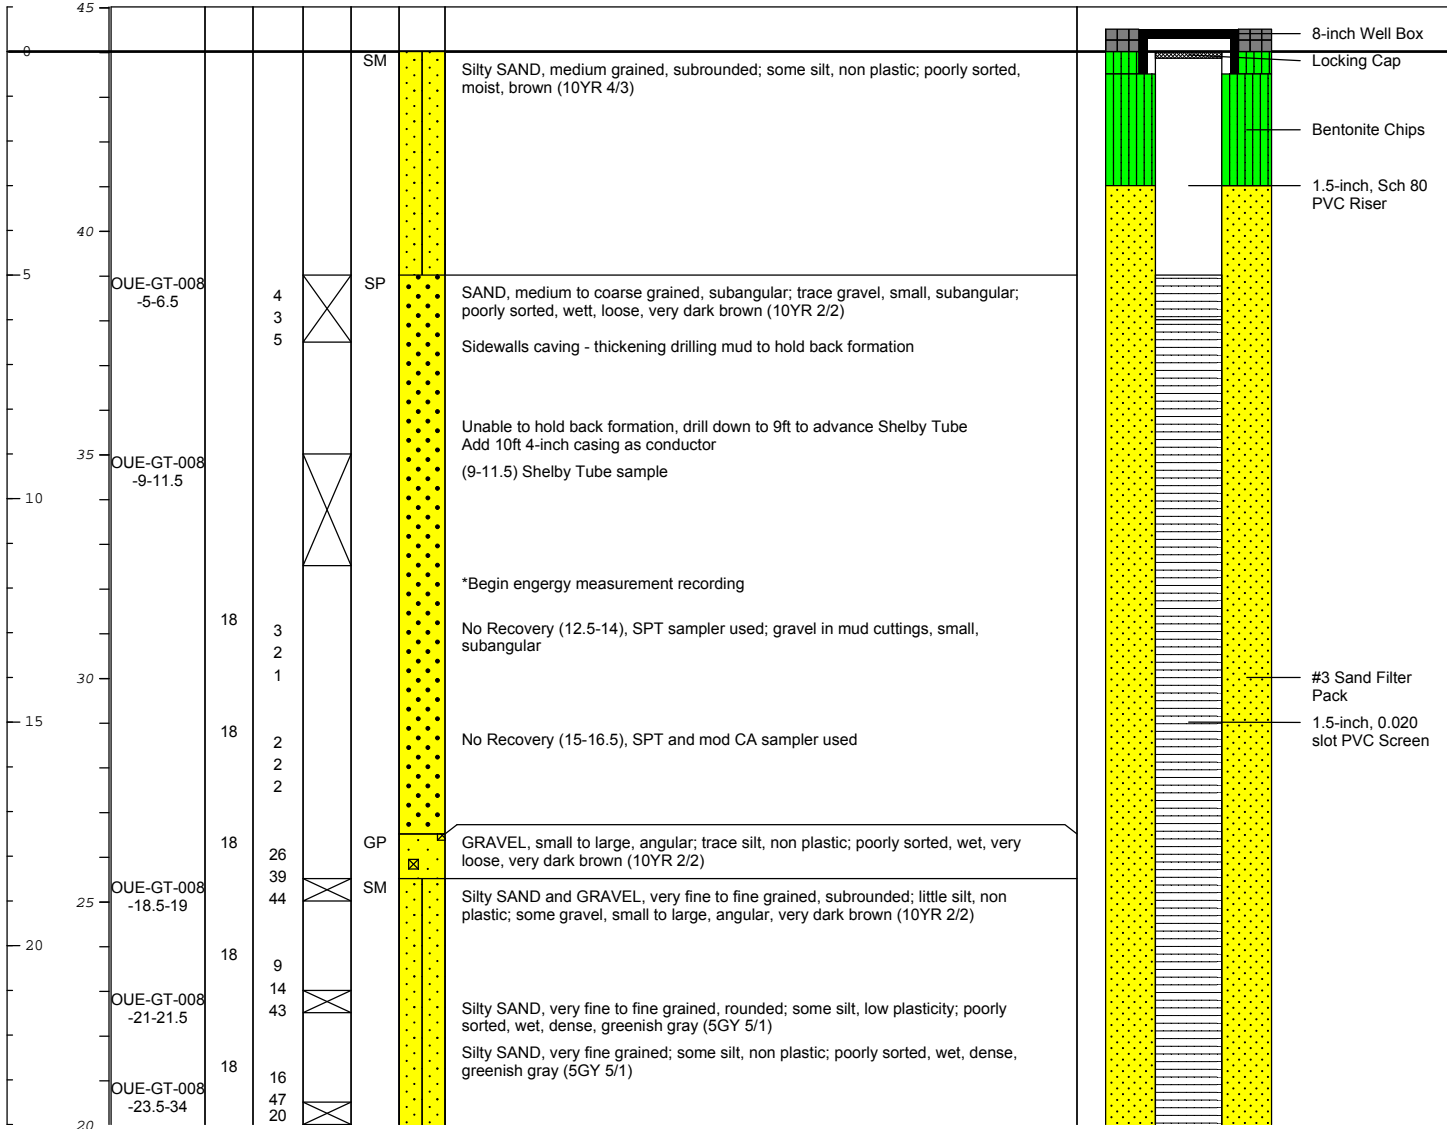 45
8-inch Well Box
0
SM
Locking Cap
Silty SAND, medium grained, subrounded; some silt, non plastic; poorly sorted,
moist, brown (10YR 4/3)
Bentonite Chips
1.5-inch, Sch 80
PVC Riser
40
5
OUE-GT-008
-5-6.5
4
3
5
SP
SAND, medium to coarse grained, subangular; trace gravel, small, subangular;
poorly sorted, wett, loose, very dark brown (10YR 2/2)
Sidewalls caving - thickening drilling mud to hold back formation
Unable to hold back formation, drill down to 9ft to advance Shelby Tube
Add 10ft 4-inch casing as conductor
35
OUE-GT-008
-9-11.5
(9-11.5) Shelby Tube sample
10
*Begin engergy measurement recording
18
3
2
1
No Recovery (12.5-14), SPT sampler used; gravel in mud cuttings, small,
subangular
30
#3 Sand Filter
Pack
15
1.5-inch, 0.020
slot PVC Screen
18
2
2
2
No Recovery (15-16.5), SPT and mod CA sampler used
18
26
39
44
GP
GRAVEL, small to large, angular; trace silt, non plastic; poorly sorted, wet, very
loose, very dark brown (10YR 2/2)
OUE-GT-008
-18.5-19
SM
Silty SAND and GRAVEL, very fine to fine grained, subrounded; little silt, non
plastic; some gravel, small to large, angular, very dark brown (10YR 2/2)
25
20
18
9
14
43
OUE-GT-008
-21-21.5
Silty SAND, very fine to fine grained, rounded; some silt, low plasticity; poorly
sorted, wet, dense, greenish gray (5GY 5/1)
Silty SAND, very fine grained; some silt, non plastic; poorly sorted, wet, dense,
greenish gray (5GY 5/1)
18
16
47
20
OUE-GT-008
-23.5-34
20